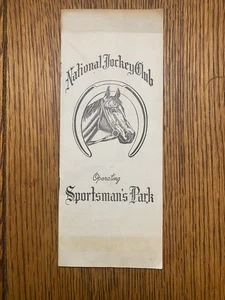 National Jockey Club
Operating
Sportsman's Park